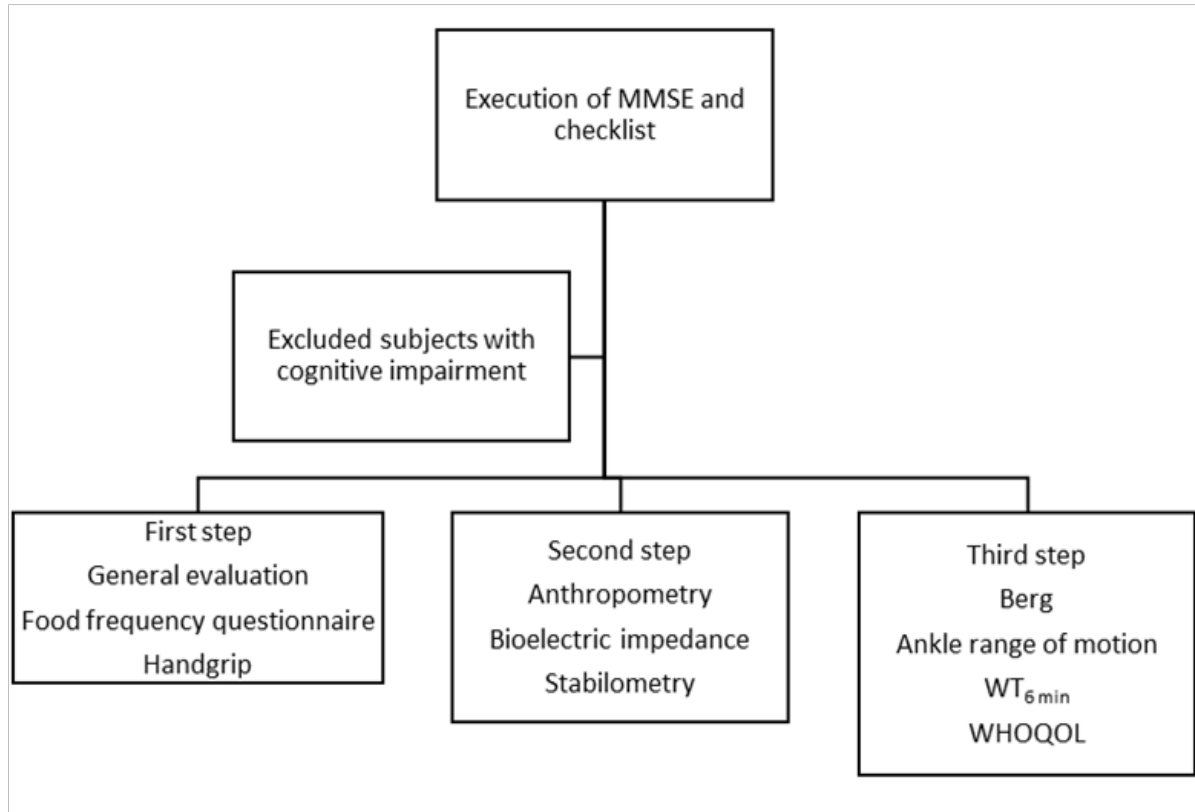 Execution of MMSE and
checklist
Excluded subjects with
cognitive impairment
First step
General evaluation
Food frequency questionnaire
Handgrip
Second step
Anthropometry
Bioelectric impedance
Stabilometry
Third step
Berg
Ankle range of motion
WT6 min
WHOQOL